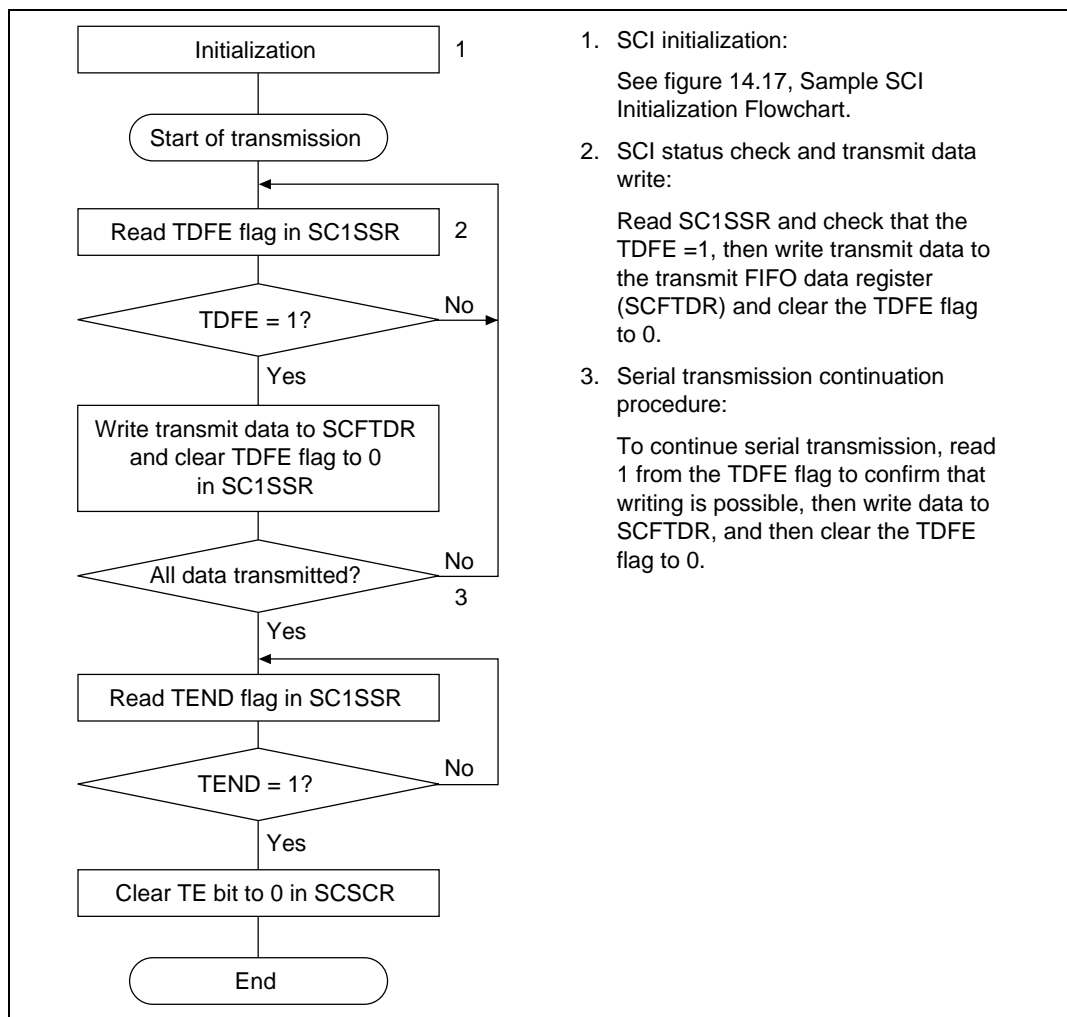 Initialization
1
Start of transmission
Read TDFE flag in SC1SSR
2
TDFE = 1?
No
Yes
Write transmit data to SCFTDR
and clear TDFE flag to 0
in SC1SSR
All data transmitted?
No
3
Yes
Read TEND flag in SC1SSR
TEND = 1?
No
Yes
Clear TE bit to 0 in SCSCR
End
1. SCI initialization:
See figure 14.17, Sample SCI
Initialization Flowchart.
2. SCI status check and transmit data
write:
Read SC1SSR and check that the
TDFE =1, then write transmit data to
the transmit FIFO data register
(SCFTDR) and clear the TDFE flag
to 0.
3. Serial transmission continuation
procedure:
To continue serial transmission, read
1 from the TDFE flag to confirm that
writing is possible, then write data to
SCFTDR, and then clear the TDFE
flag to 0.